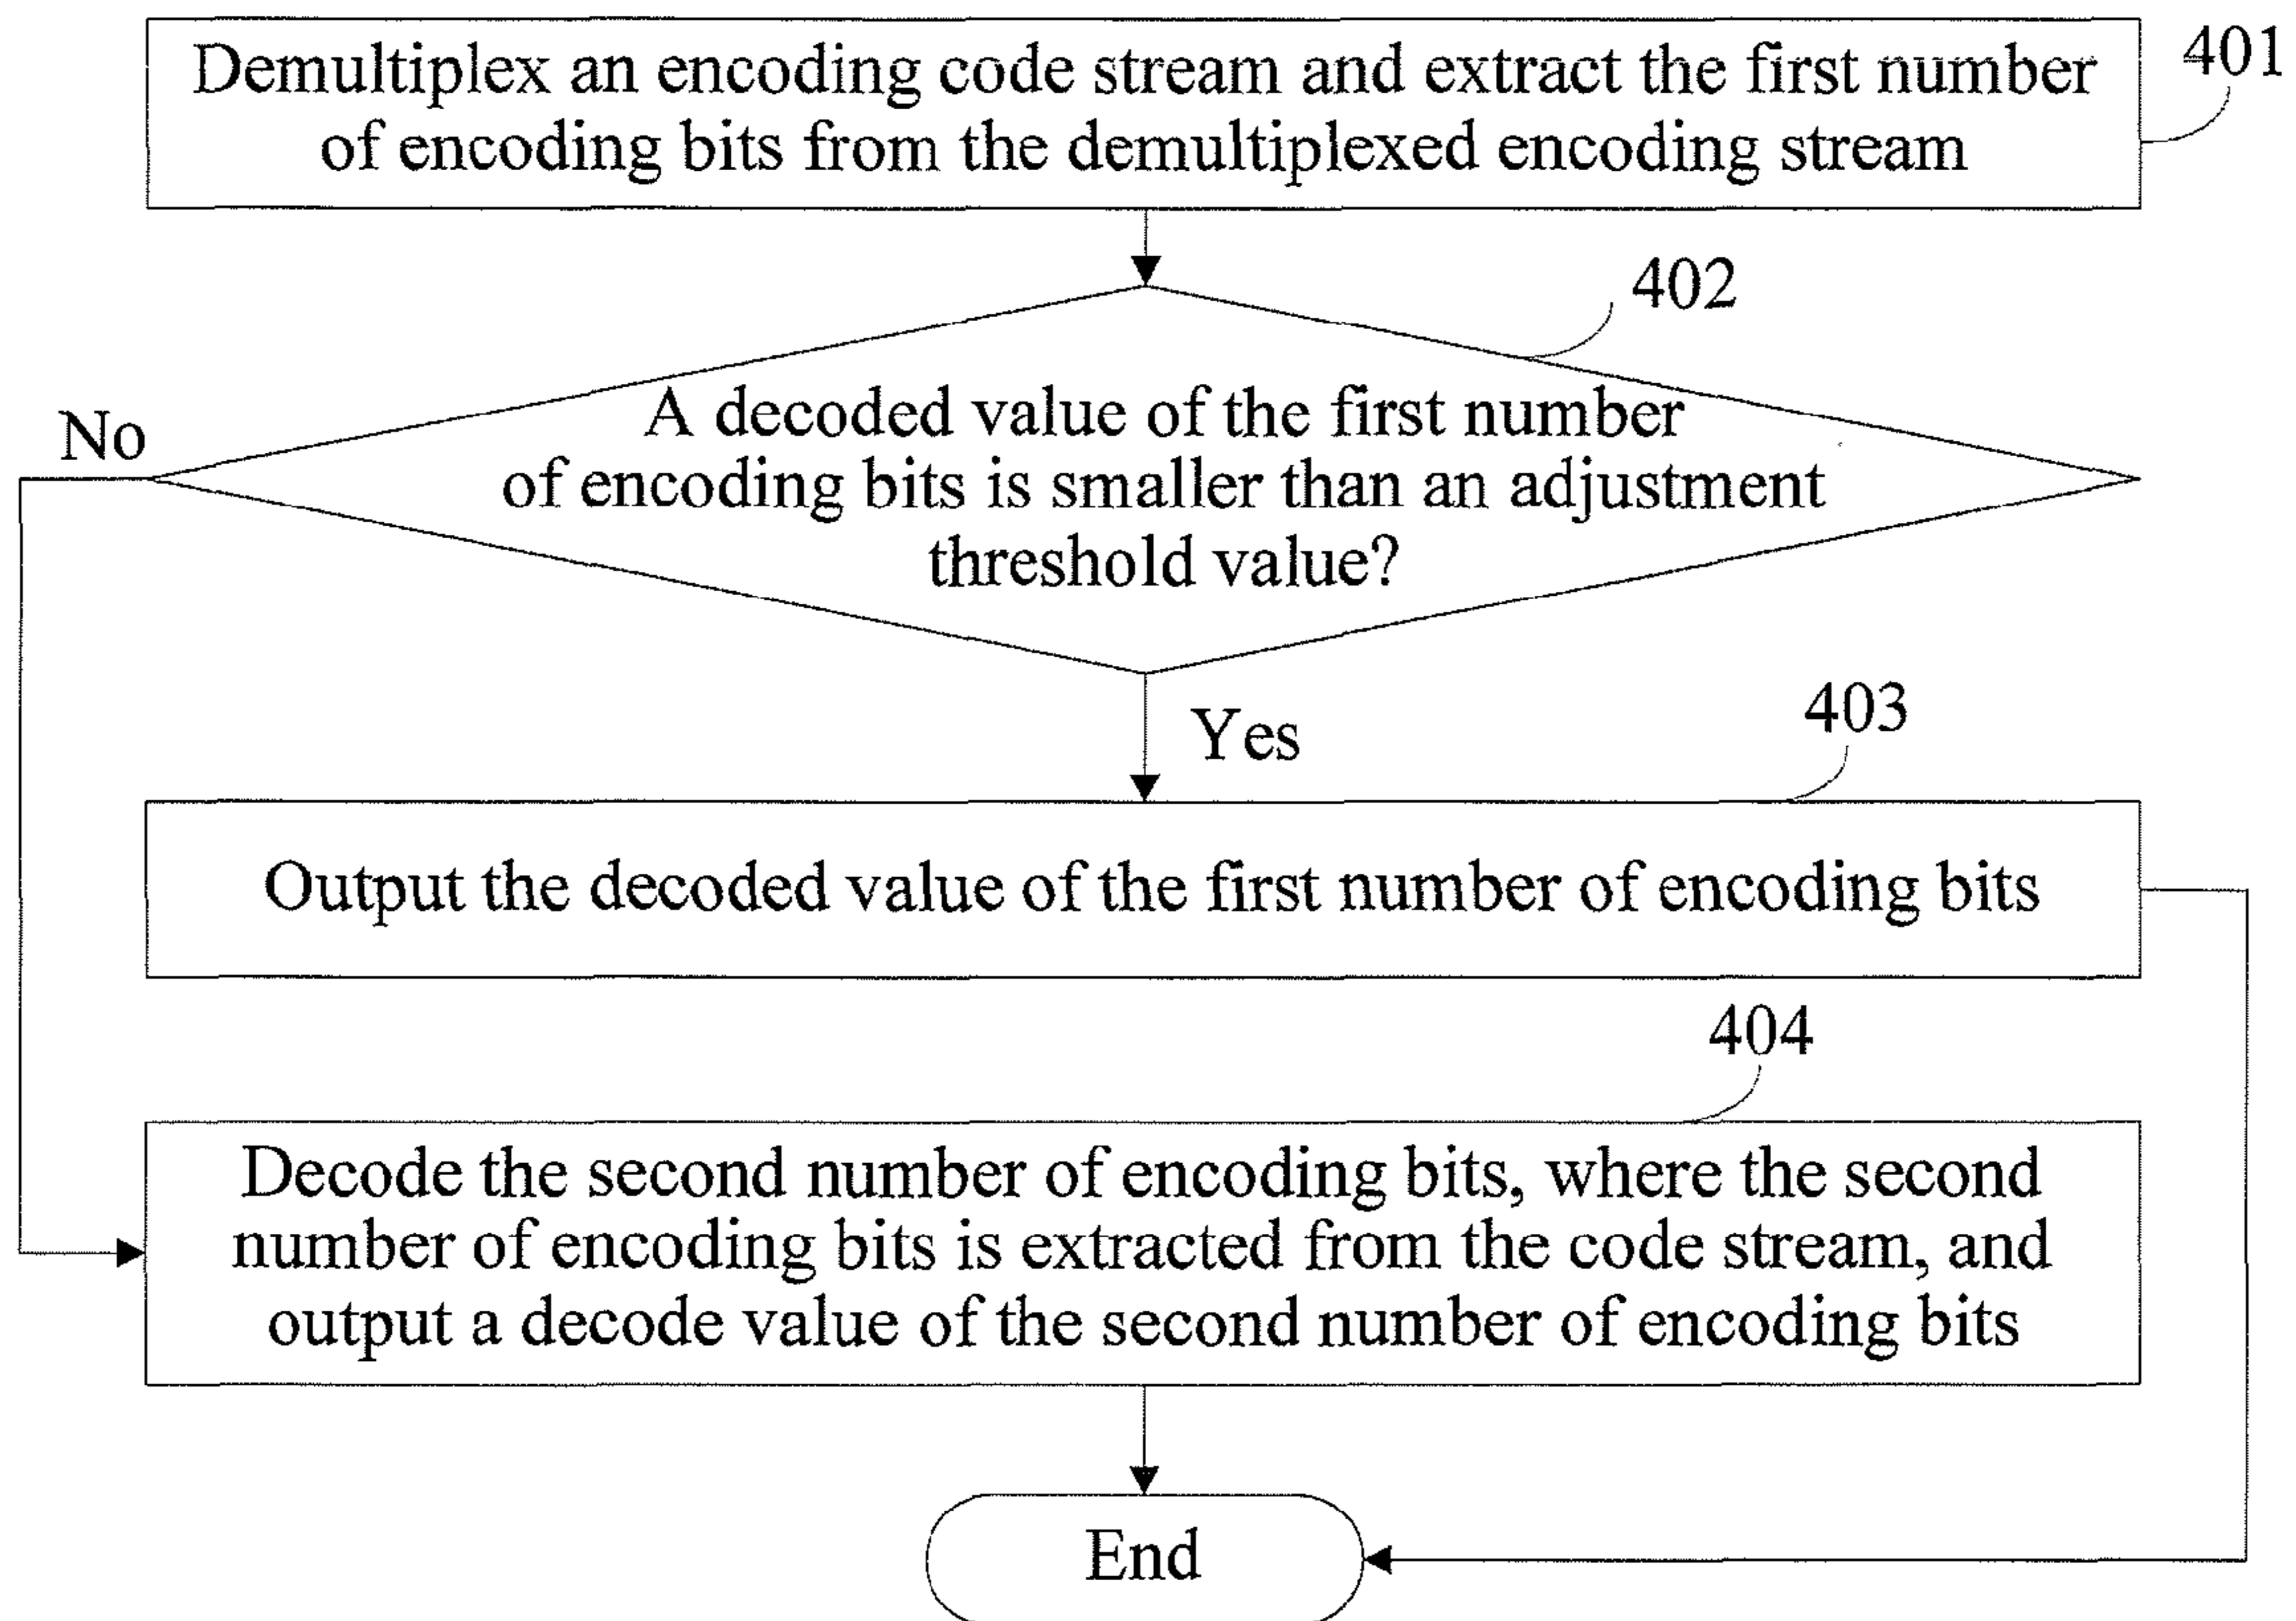 Demultiplex an encoding code stream and extract the first number
of encoding bits from the demultiplexed encoding stream
401
402
A decoded value of the first number
of encoding bits is smaller than an adjustment
threshold value?
No
Yes
403
Output the decoded value of the first number of encoding bits
404
Decode the second number of encoding bits, where the second
number of encoding bits is extracted from the code stream, and
output a decode value of the second number of encoding bits
End